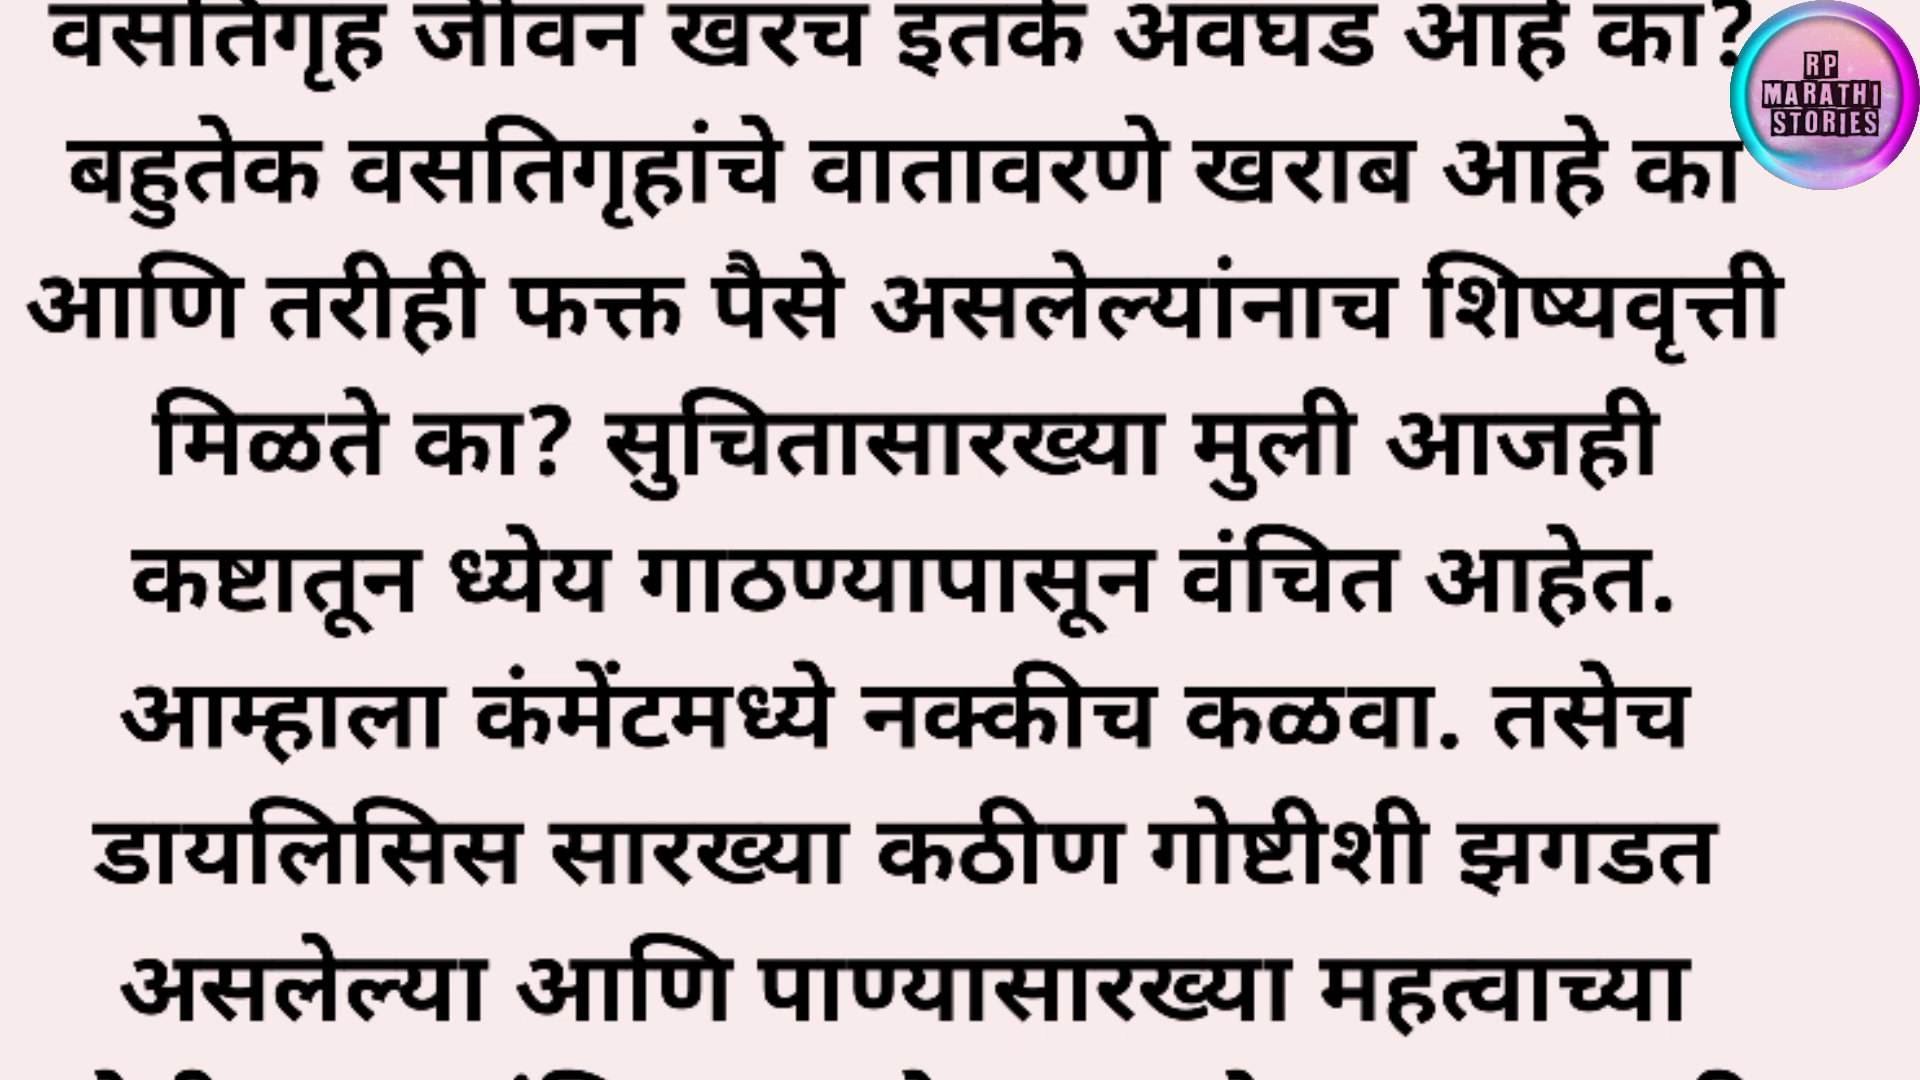 वसतिगृह जीवन खरच इतके अवघड आहे का?
बहुतेक वसतिगृहांचे वातावरणे खराब आहे का
आणि तरीही फक्त पैसे असलेल्यांनाच शिष्यवृत्ती
मिळते का? सुचितासारख्या मुली आजही
कष्टातून ध्येय गाठण्यापासून वंचित आहेत.
आम्हाला कंमेंटमध्ये नक्कीच कळवा. तसेच
डायलिसिस सारख्या कठीण गोष्टीशी झगडत
असलेल्या आणि पाण्यासारख्या महत्वाच्या
RP
MARATHI
STORIES